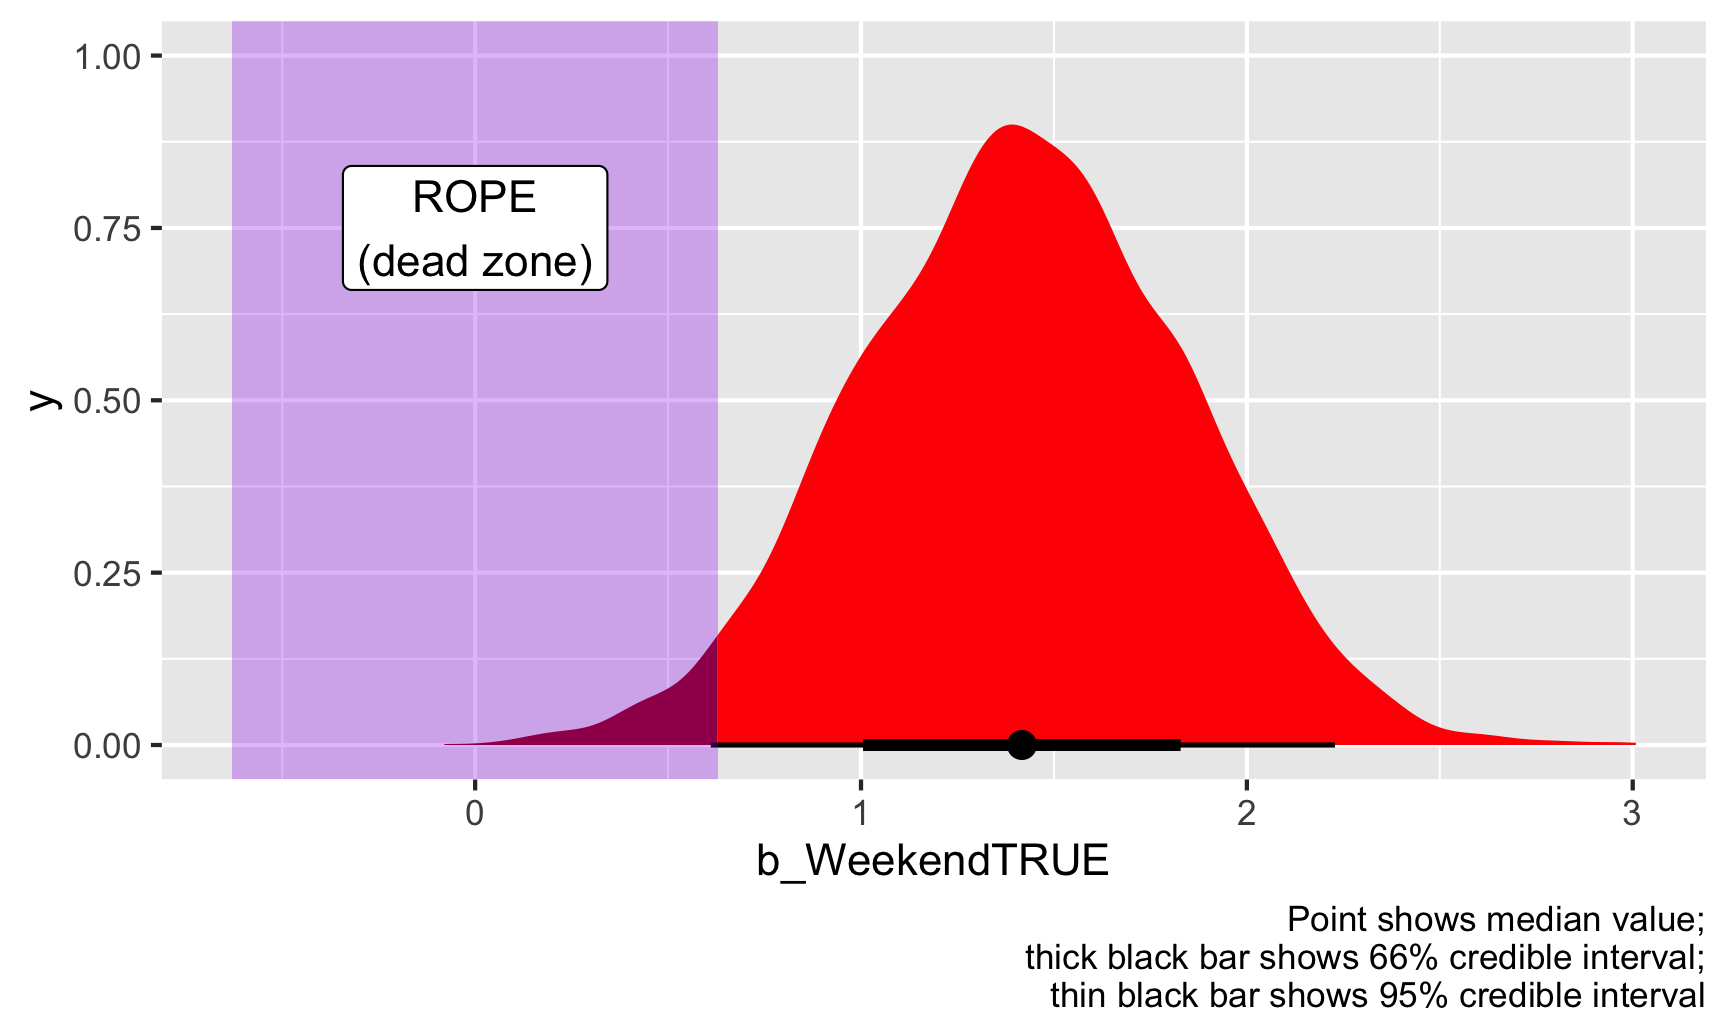 1.00
0.75
0.50
0.25
0.00
y
ROPE
(dead zone)
0 1 2 3
b_WeekendTRUE
Point shows median value;
thick black bar shows 66% credible interval;
thin black bar shows 95% credible interval